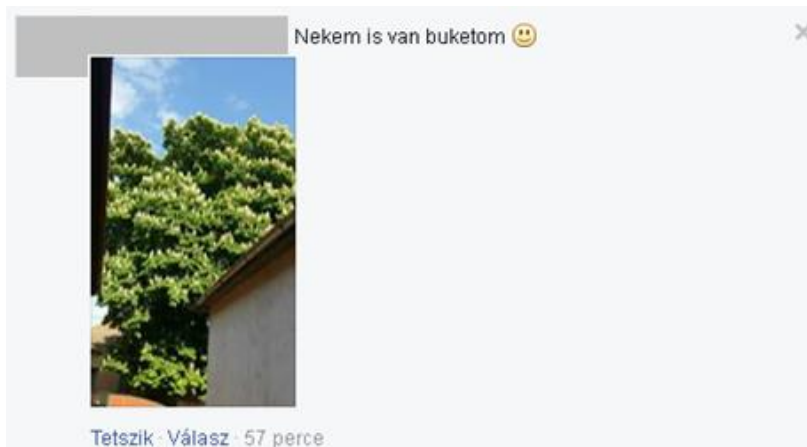 Nekem is van buketom
Tetszik · Válasz · 57 perce